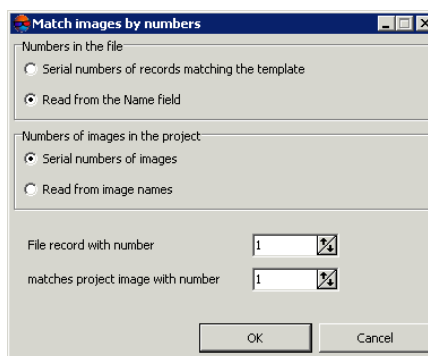 Match images by numbers
Numbers in the file
Serial numbers of records matching the template
Read from the Name field
Numbers of images in the project
Serial numbers of images
Read from image names
File record with number 1
matches project image with number 1
OK Cancel